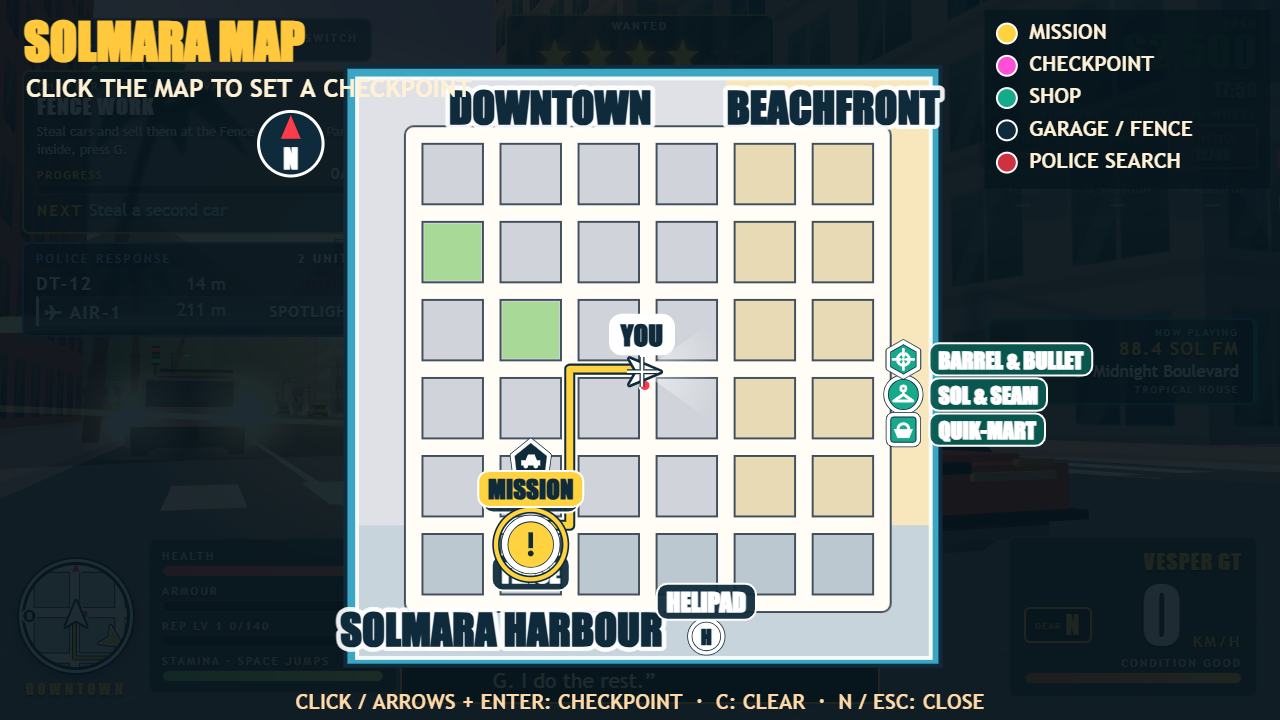 SOLMARA MAP
CLICK THE MAP TO SET A CHECKPOINT
N
WANTED
SWITCH
FENCE WORK
Steal cars and sell them at the Fence
inside, press G.
PROGRESS
NEXT Steal a second car
POLICE RESPONSE
2 UNIT
DT-12 14 m
AIR-1 211 m SPOTLIGH
DOWNTOWN
BEACHFRONT
MISSION
CHECKPOINT
SHOP
GARAGE / FENCE
POLICE SEARCH
YOU
BARREL & BULLET
SOL & SEAM
QUIK-MART
NOW PLAYING
88.4 SOL FM
Midnight Boulevard
TROPICAL HOUSE
MISSION
!
HELIPAD
H
SOLMARA HARBOUR
HEALTH
ARMOUR
REP LV 1 0/140
STAMINA · SPACE JUMPS
DOWNTOWN
G. I do the rest.”
VESPER GT
GEAR N
0
KM/H
CONDITION GOOD
CLICK / ARROWS + ENTER: CHECKPOINT · C: CLEAR · N / ESC: CLOSE